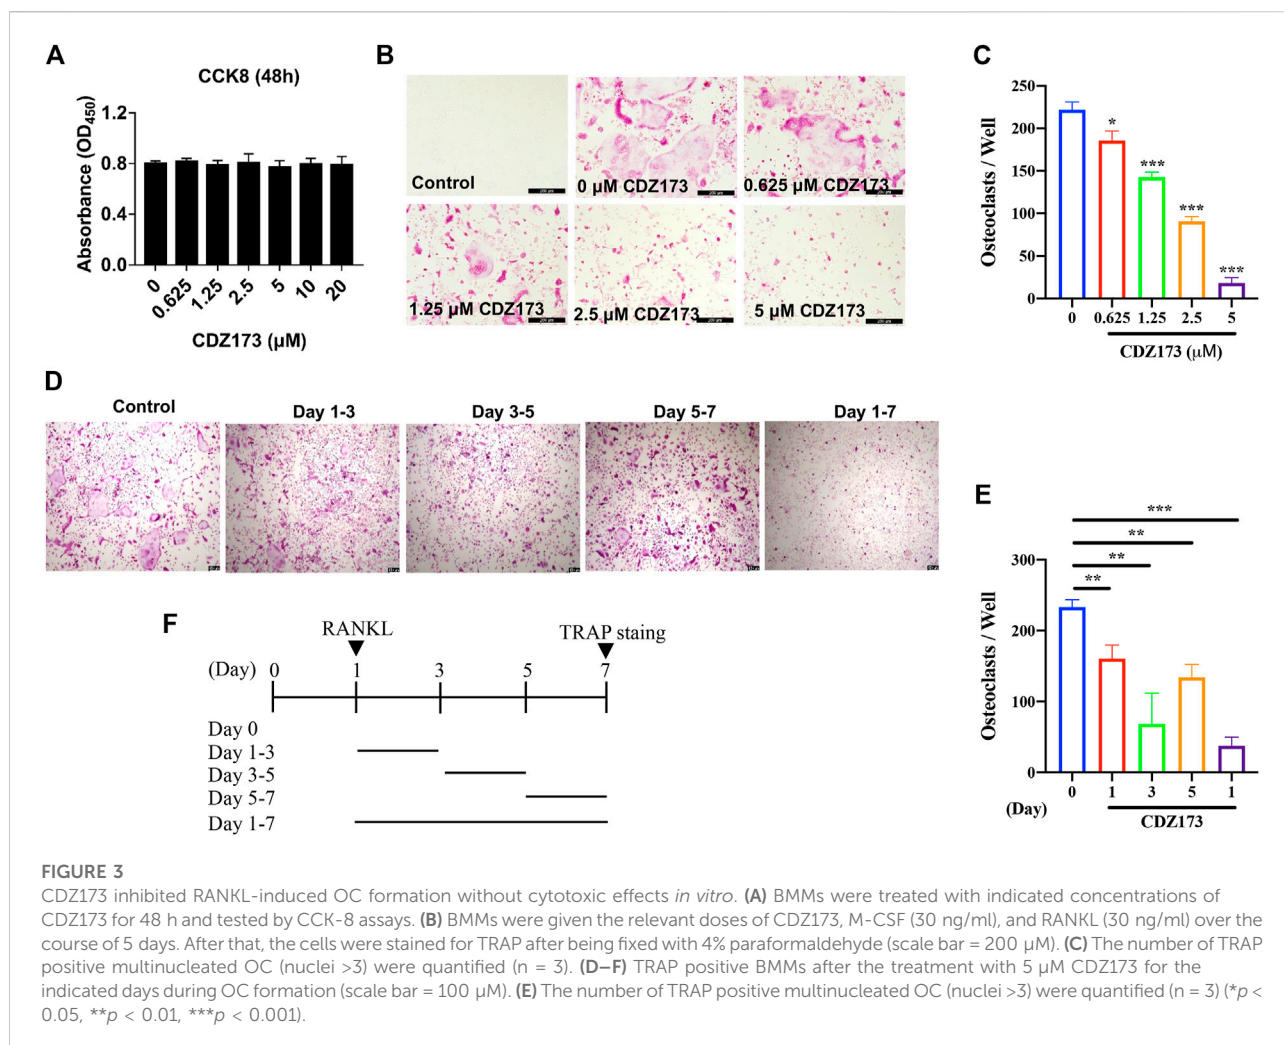 A
CCK8 (48h)
Absorbance (OD450)
1.2
0.8
0.4
0.0
0 0.625 1.25 2.5 5 10 20
CDZ173 (μM)
B
Control
0 μM CDZ173
0.625 μM CDZ173
1.25 μM CDZ173
2.5 μM CDZ173
5 μM CDZ173
C
Osteoclasts / Well
250
200
150
100
50
0
* *** *** ***
0 0.625 1.25 2.5 5
CDZ173 (μM)
D
Control Day 1-3 Day 3-5 Day 5-7 Day 1-7
E
***
**
**
**
Osteoclasts / Well
300
200
100
0
(Day) 0 1 3 5 1
CDZ173
F
RANKL TRAP staing
(Day) 0 1 3 5 7
Day 0
Day 1-3
Day 3-5
Day 5-7
Day 1-7
FIGURE 3
CDZ173 inhibited RANKL-induced OC formation without cytotoxic effects in vitro. (A) BMMs were treated with indicated concentrations of
CDZ173 for 48 h and tested by CCK-8 assays. (B) BMMs were given the relevant doses of CDZ173, M-CSF (30 ng/ml), and RANKL (30 ng/ml) over the
course of 5 days. After that, the cells were stained for TRAP after being fixed with 4% paraformaldehyde (scale bar = 200 μM). (C) The number of TRAP
positive multinucleated OC (nuclei >3) were quantified (n = 3). (D–F) TRAP positive BMMs after the treatment with 5 μM CDZ173 for the
indicated days during OC formation (scale bar = 100 μM). (E) The number of TRAP positive multinucleated OC (nuclei >3) were quantified (n = 3) (*p <
0.05, **p < 0.01, ***p < 0.001).